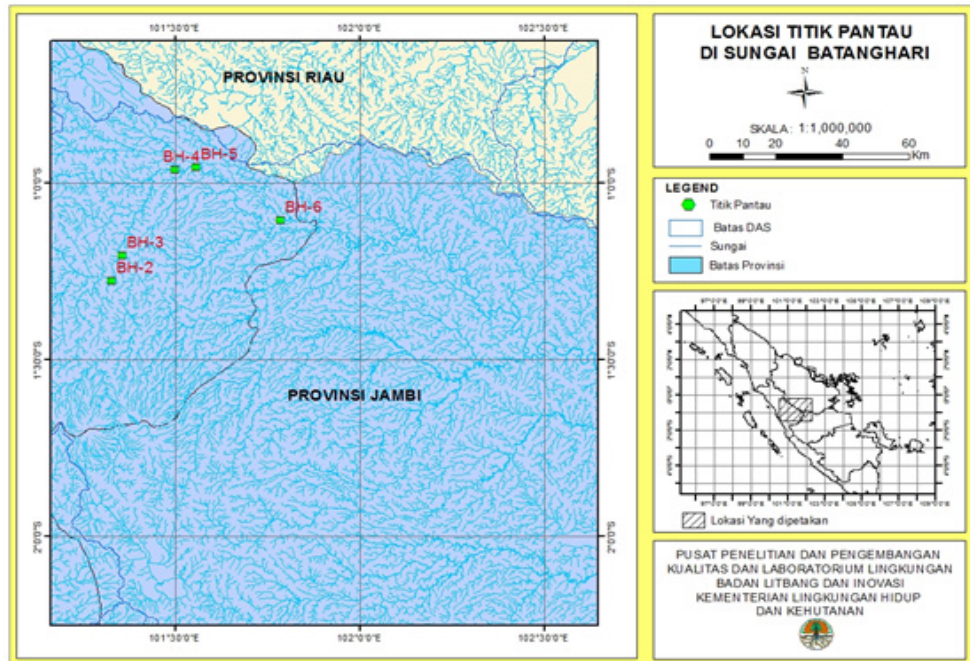 LOKASI TITIK PANTAU
DI SUNGAI BATANGHARI
N
SKALA : 1:1,000,000
0 10 20 30 40 60
Km
LEGEND
Titik Pantau
Batas DAS
Sungai
Batas Provinsi
Lokasi Yang dipetakan
PUSAT PENELITIAN DAN PENGEMBANGAN
KUALITAS DAN LABORATORIUM LINGKUNGAN
BADAN LITBANG DAN INOVASI
KEMENTERIAN LINGKUNGAN HIDUP
DAN KEHUTANAN
101°30'0"E 102°0'0"E 102°30'0"E
PROVINSI RIAU
BH-4
BH-5
1°0'0"S 1°0'0"S
BH-6
BH-3
BH-2
1°30'0"S 1°30'0"S
PROVINSI JAMBI
2°0'0"S 2°0'0"S
101°30'0"E 102°0'0"E 102°30'0"E